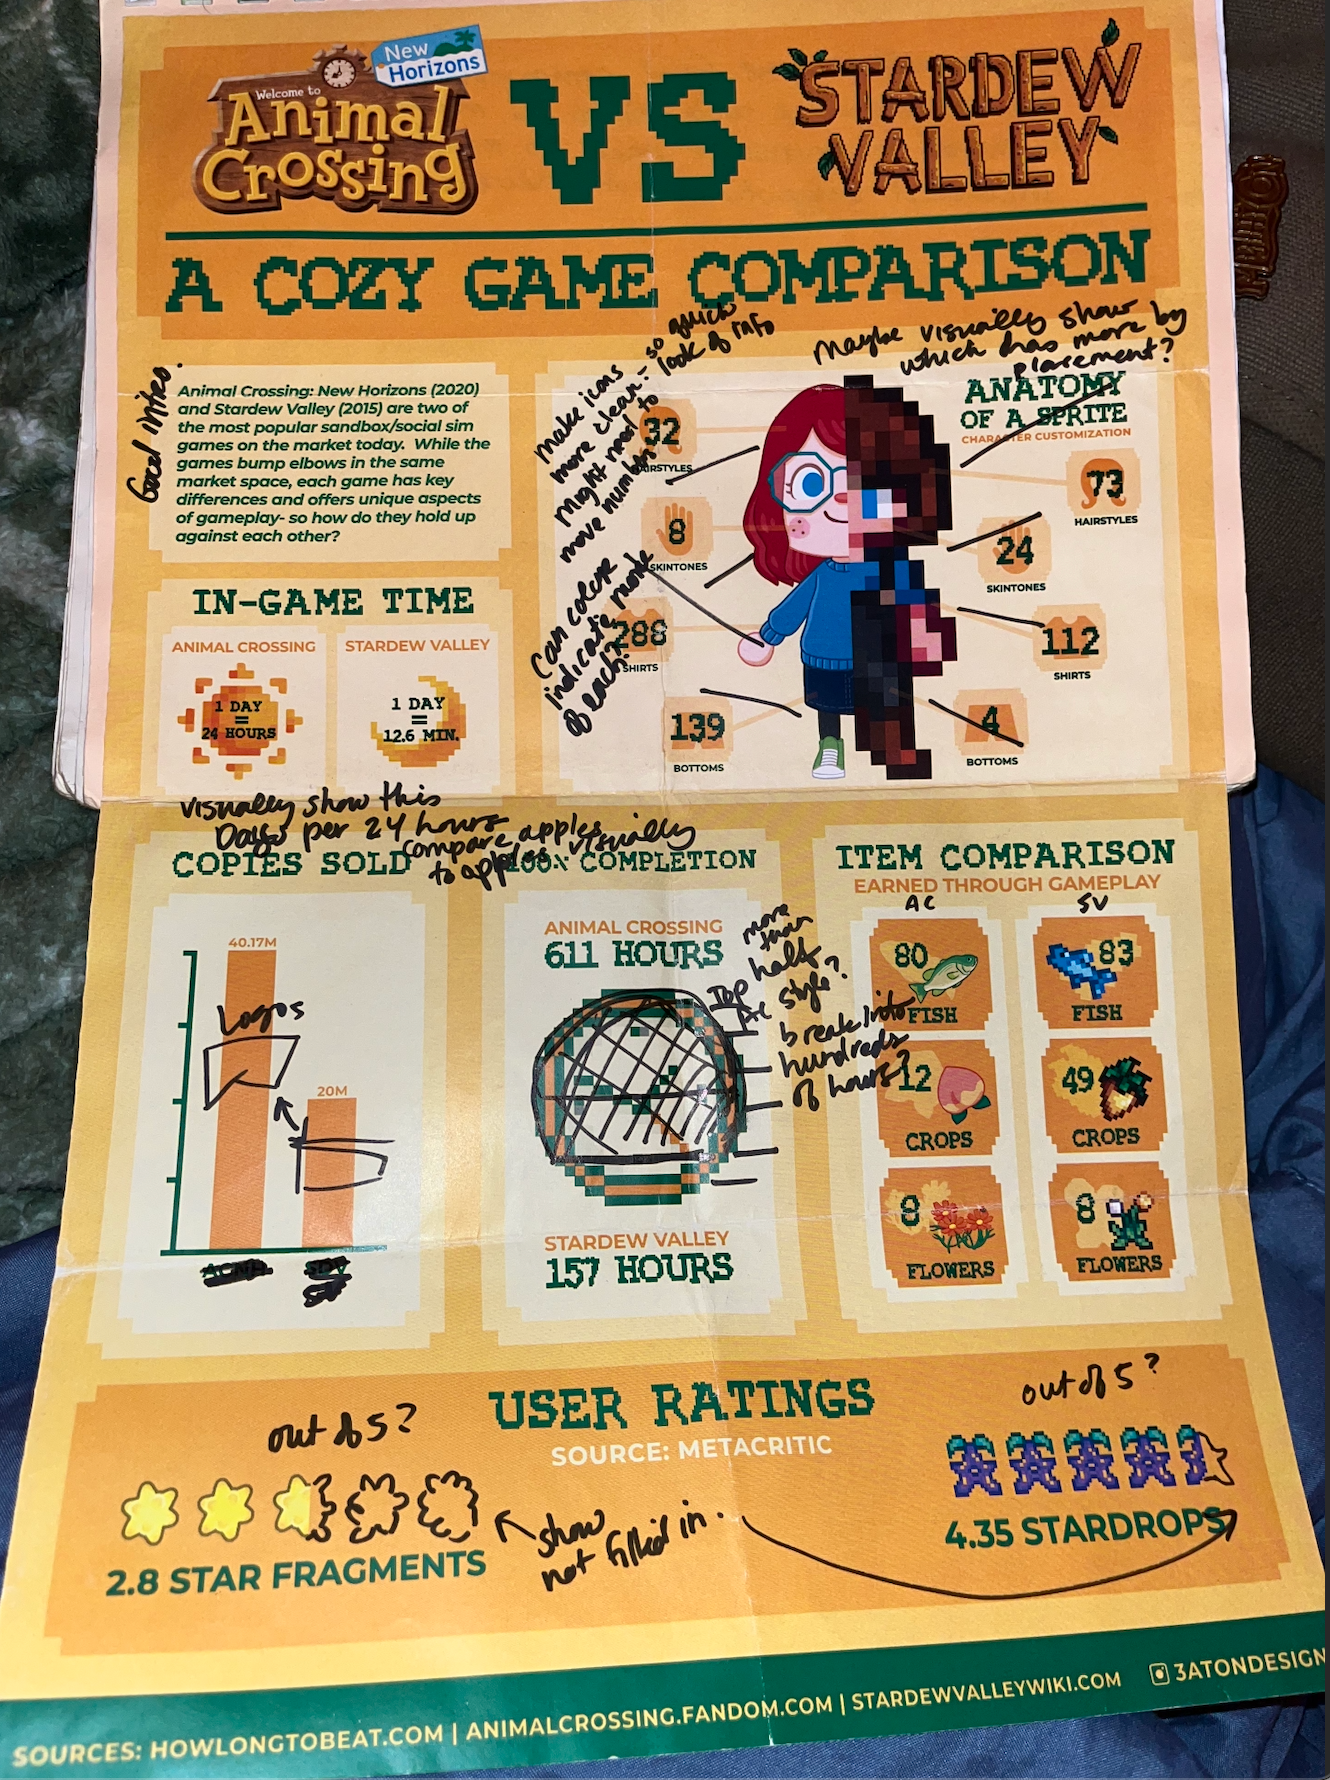 New
Horizons
Welcome to
Animal
Crossing
VS
STARDEW
VALLEY
A COZY GAME COMPARISON
Good intro.
Animal Crossing: New Horizons (2020)
and Stardew Valley (2015) are two of
the most popular sandbox/social sim
games on the market today. While the
games bump elbows in the same
market space, each game has key
differences and offers unique aspects
of gameplay- so how do they hold up
against each other?
make icons
more clear -
might need to
move numbers
so quick
look of info
Maybe visually show
which has more by
placement?
ANATOMY
OF A SPRITE
CHARACTER CUSTOMIZATION
32
HAIRSTYLES
8
SKINTONES
288
SHIRTS
139
BOTTOMS
73
HAIRSTYLES
24
SKINTONES
112
SHIRTS
4
BOTTOMS
Can color
indicate more
of each?
IN-GAME TIME
ANIMAL CROSSING
1 DAY
=
24 HOURS
STARDEW VALLEY
1 DAY
=
12.6 MIN.
visually show this
Days per 24 hours
compare apples
to apples visually
COPIES SOLD
40.17M
20M
Logos
ACNH
SDV
100% COMPLETION
ANIMAL CROSSING
611 HOURS
STARDEW VALLEY
157 HOURS
more
than
half
Top
pie style?
break into
hundreds
of hours?
ITEM COMPARISON
EARNED THROUGH GAMEPLAY
AC
SV
80
FISH
83
FISH
12
CROPS
49
CROPS
8
FLOWERS
8
FLOWERS
USER RATINGS
SOURCE: METACRITIC
out of 5?
2.8 STAR FRAGMENTS
show
not filled in.
out of 5?
4.35 STARDROPS
SOURCES: HOWLONGTOBEAT.COM | ANIMALCROSSING.FANDOM.COM | STARDEWVALLEYWIKI.COM
3ATONDESIGN